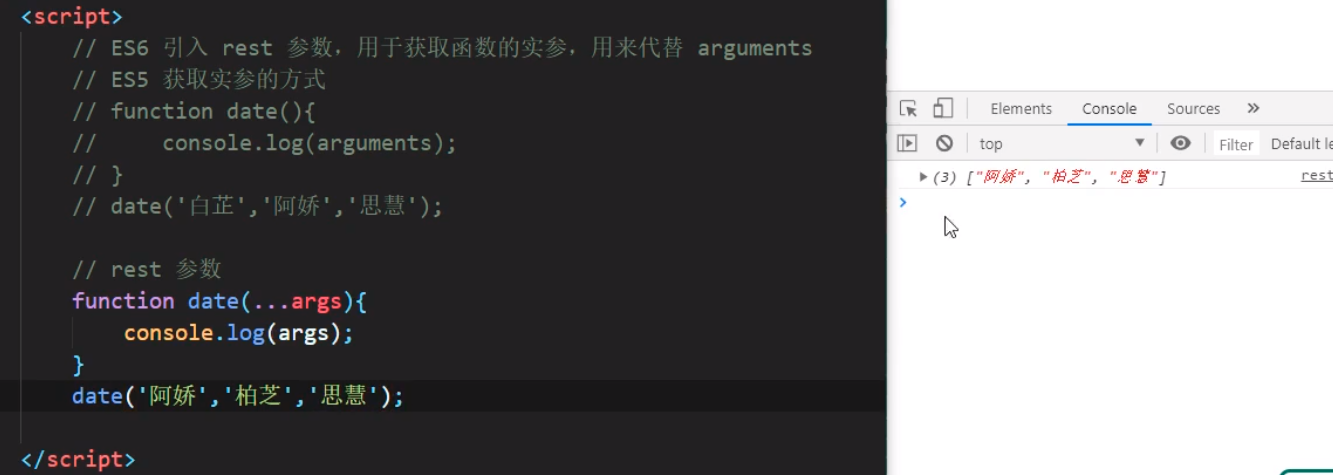 <script>
// ES6 引入 rest 参数，用于获取函数的实参，用来代替 arguments
// ES5 获取实参的方式
// function date(){
//     console.log(arguments);
// }
// date('白芷','阿娇','思慧');
// rest 参数
function date(...args){
console.log(args);
}
date('阿娇','柏芝','思慧');
</script>
Elements Console Sources »
top Filter Default le
(3) ["阿娇", "柏芝", "思慧"] rest